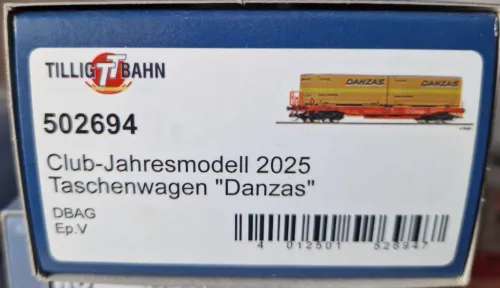 TILLIG TT BAHN
DANZAS DANZAS
502694
Club-Jahresmodell 2025
Taschenwagen "Danzas"
DBAG
Ep.V
4 012501 528947